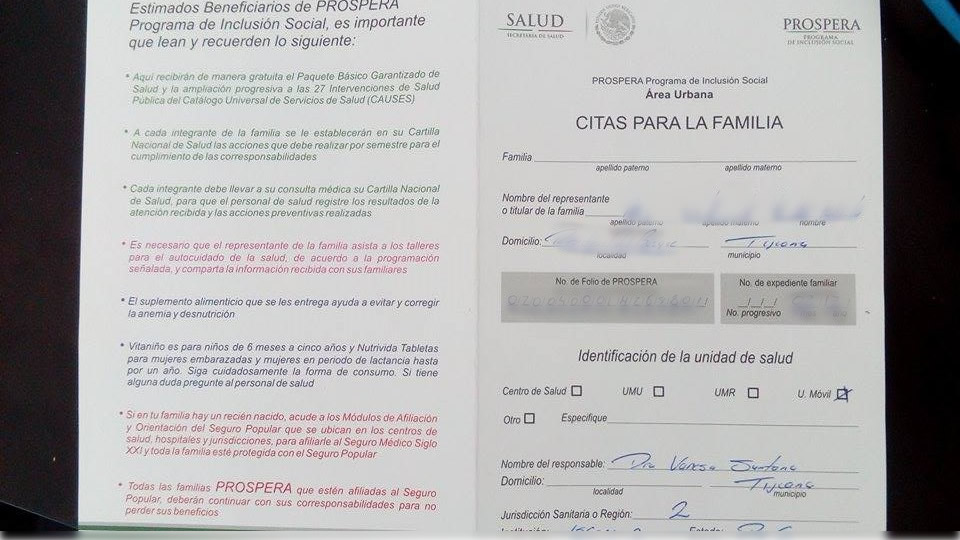 Estimados Beneficiarios de PROSPERA
Programa de Inclusión Social, es importante
que lean y recuerden lo siguiente:
* Aquí recibirán de manera gratuita el Paquete Básico Garantizado de
Salud y la ampliación progresiva a las 27 Intervenciones de Salud
Pública del Catálogo Universal de Servicios de Salud (CAUSES)
* A cada integrante de la familia se le establecerán en su Cartilla
Nacional de Salud las acciones que debe realizar por semestre para el
cumplimiento de las corresponsabilidades
* Cada integrante debe llevar a su consulta médica su Cartilla Nacional
de Salud, para que el personal de salud registre los resultados de la
atención recibida y las acciones preventivas realizadas
* Es necesario que el representante de la familia asista a los talleres
para el autocuidado de la salud, de acuerdo a la programación
señalada, y comparta la información recibida con sus familiares
* El suplemento alimenticio que se les entrega ayuda a evitar y corregir
la anemia y desnutrición
* Vitaniño es para niños de 6 meses a cinco años y Nutrivida Tabletas
para mujeres embarazadas y mujeres en periodo de lactancia hasta
por un año. Siga cuidadosamente la forma de consumo. Si tiene
alguna duda pregunte al personal de salud
* Si en tu familia hay un recién nacido, acude a los Módulos de Afiliación
y Orientación del Seguro Popular que se ubican en los centros de
salud, hospitales y jurisdicciones, para afiliarle al Seguro Médico Siglo
XXI y toda la familia esté protegida con el Seguro Popular
* Todas las familias PROSPERA que estén afiliadas al Seguro
Popular, deberán continuar con sus corresponsabilidades para no
perder sus beneficios
SALUD
SECRETARÍA DE SALUD
PROSPERA
PROGRAMA
DE INCLUSIÓN SOCIAL
PROSPERA Programa de Inclusión Social
Área Urbana
CITAS PARA LA FAMILIA
Familia
apellido paterno apellido materno
Nombre del representante
o titular de la familia
apellido paterno apellido materno nombre
Domicilio: Tijuana
localidad municipio
No. de Folio de PROSPERA No. de expediente familiar
No. progresivo
Identificación de la unidad de salud
Centro de Salud UMU UMR U. Móvil
Otro Especifique
Nombre del responsable: Dra Vanesa Santana
Domicilio: Tijuana
localidad municipio
Jurisdicción Sanitaria o Región: 2